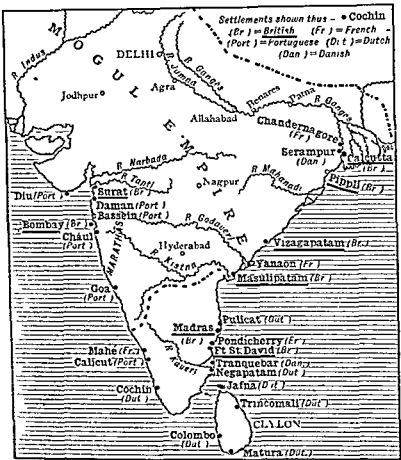 Settlements shown thus - • Cochin
(Br) = British (Fr) = French -
(Port) = Portuguese (Dut) = Dutch
(Dan) = Danish
MOGUL EMPIRE
R. Indus
DELHI
R. Jumna
R. Ganges
Jodhpur
Agra
Allahabad
Benares
Patna
R. Ganges
Chandernagore
(Fr)
Serampur
(Dan)
Calcutta
(Br)
Pippli (Br)
R. Narbada
R. Tapti
Nagpur
R. Mahanadi
Diu (Port)
Surat (Br)
Daman (Port)
Bassein (Port)
Bombay (Br)
Chául
(Port)
MARATHAS
R. Godaveri
Hyderabad
R. Kistna
Vizagapatam (Br.)
Yanaon (Fr)
Masulipatam (Br)
Goa
(Port)
Pulicat (Dut)
Madras
(Br)
Pondicherry (Fr)
Ft St. David (Br)
Tranquebar (Dan)
Negapatam (Dut)
Mahé (Fr.)
Calicut (Port)
R. Kaveri
Cochin
(Dut)
Jafna (Dut)
Trincomali (Dut)
CEYLON
Colombo
(Dut)
Matura (Dut.)